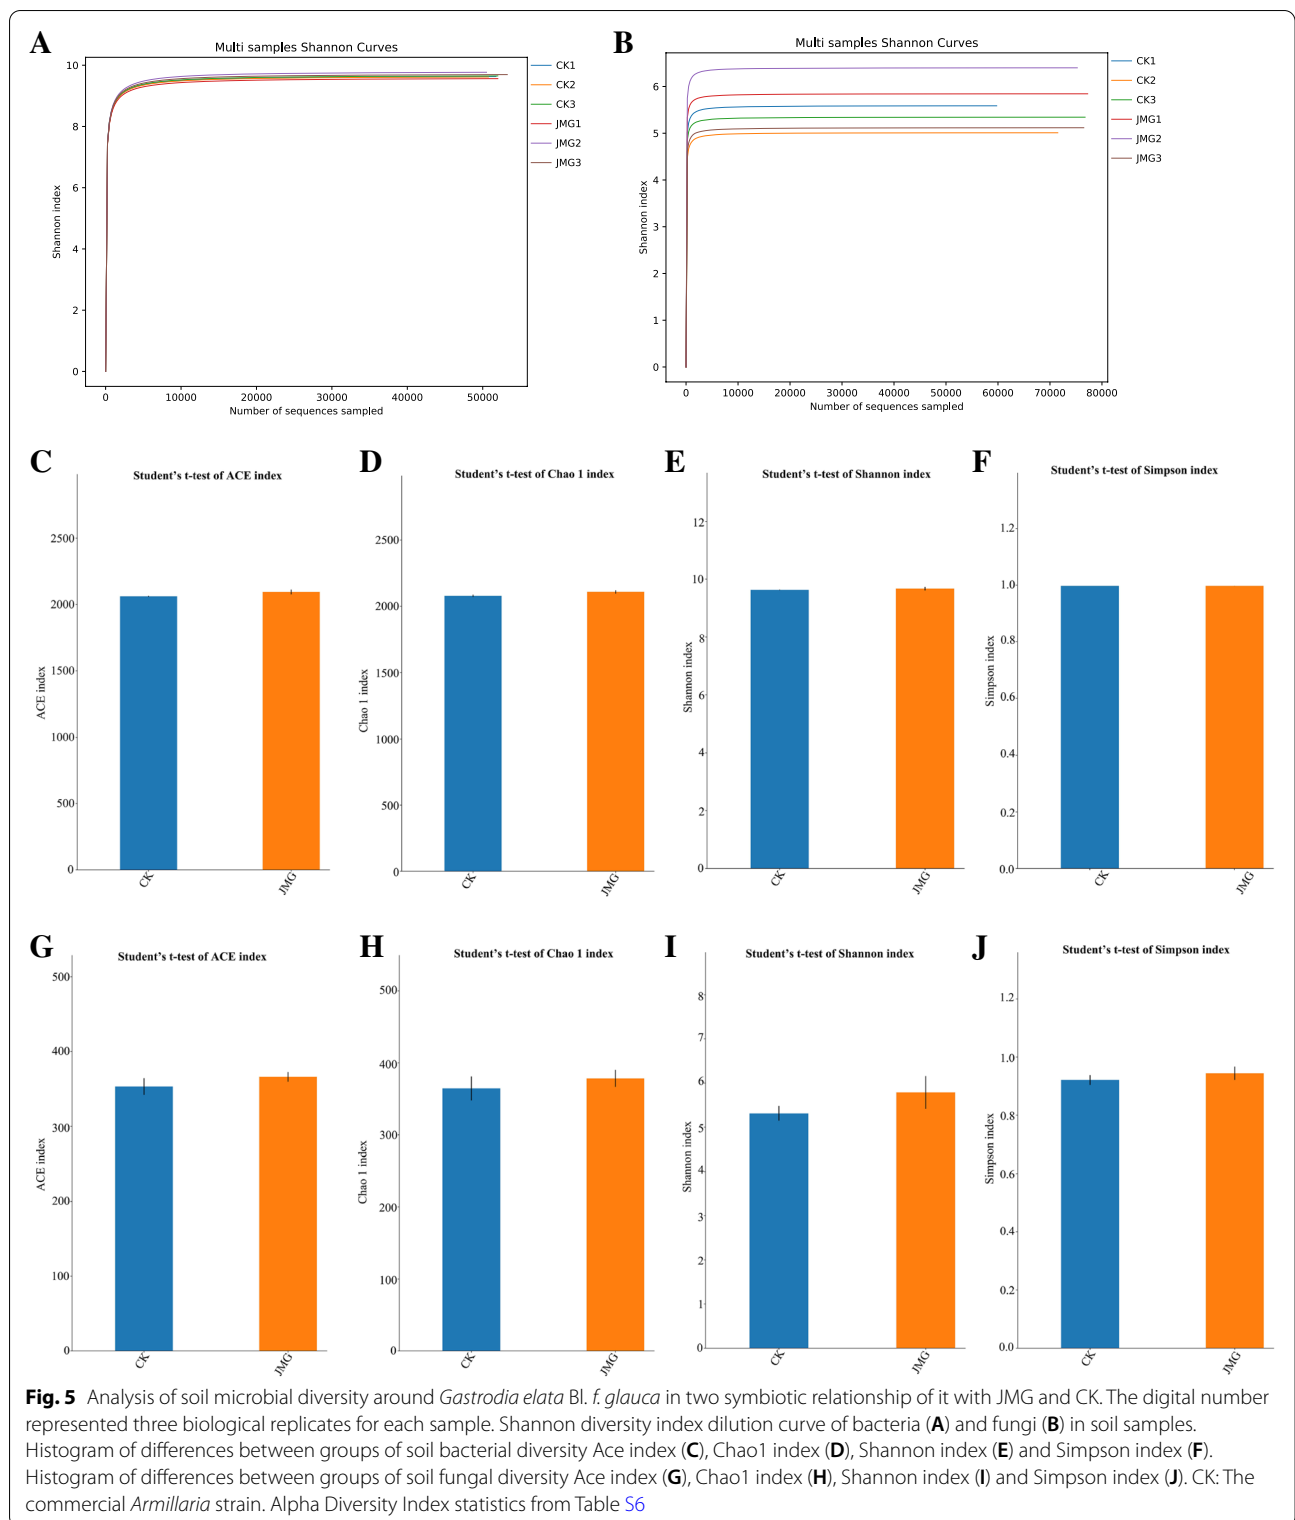 A
Multi samples Shannon Curves
10
8
6
4
2
0
Shannon index
0 10000 20000 30000 40000 50000
Number of sequences sampled
CK1
CK2
CK3
JMG1
JMG2
JMG3
B
Multi samples Shannon Curves
6
5
4
3
2
1
0
Shannon index
0 10000 20000 30000 40000 50000 60000 70000 80000
Number of sequences sampled
CK1
CK2
CK3
JMG1
JMG2
JMG3
C
Student's t-test of ACE index
2500
2000
1500
1000
500
0
ACE index
CK JMG
D
Student's t-test of Chao 1 index
2500
2000
1500
1000
500
0
Chao 1 index
CK JMG
E
Student's t-test of Shannon index
12
10
8
6
4
2
0
Shannon index
CK JMG
F
Student's t-test of Simpson index
1.2
1.0
0.8
0.6
0.4
0.2
0.0
Simpson index
CK JMG
G
Student's t-test of ACE index
500
400
300
200
100
0
ACE index
CK JMG
H
Student's t-test of Chao 1 index
500
400
300
200
100
0
Chao 1 index
CK JMG
I
Student's t-test of Shannon index
8
7
6
5
4
3
2
1
0
Shannon index
CK JMG
J
Student's t-test of Simpson index
1.2
1.0
0.8
0.6
0.4
0.2
0.0
Simpson index
CK JMG
Fig. 5 Analysis of soil microbial diversity around Gastrodia elata Bl. f. glauca in two symbiotic relationship of it with JMG and CK. The digital number
represented three biological replicates for each sample. Shannon diversity index dilution curve of bacteria (A) and fungi (B) in soil samples.
Histogram of differences between groups of soil bacterial diversity Ace index (C), Chao1 index (D), Shannon index (E) and Simpson index (F).
Histogram of differences between groups of soil fungal diversity Ace index (G), Chao1 index (H), Shannon index (I) and Simpson index (J). CK: The
commercial Armillaria strain. Alpha Diversity Index statistics from Table S6